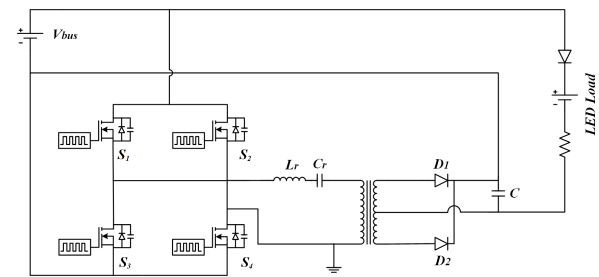 +
Vbus
-
S1
S2
Lr
Cr
D1
+
-
LED Load
C
S3
S4
D2